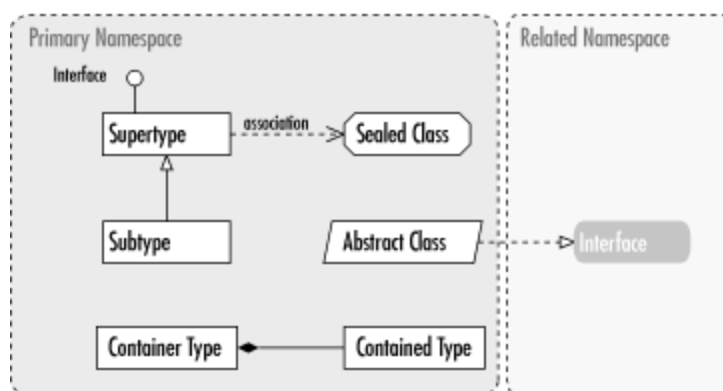 Primary Namespace
Related Namespace
Interface
Supertype
association
Sealed Class
Subtype
Abstract Class
Interface
Container Type
Contained Type